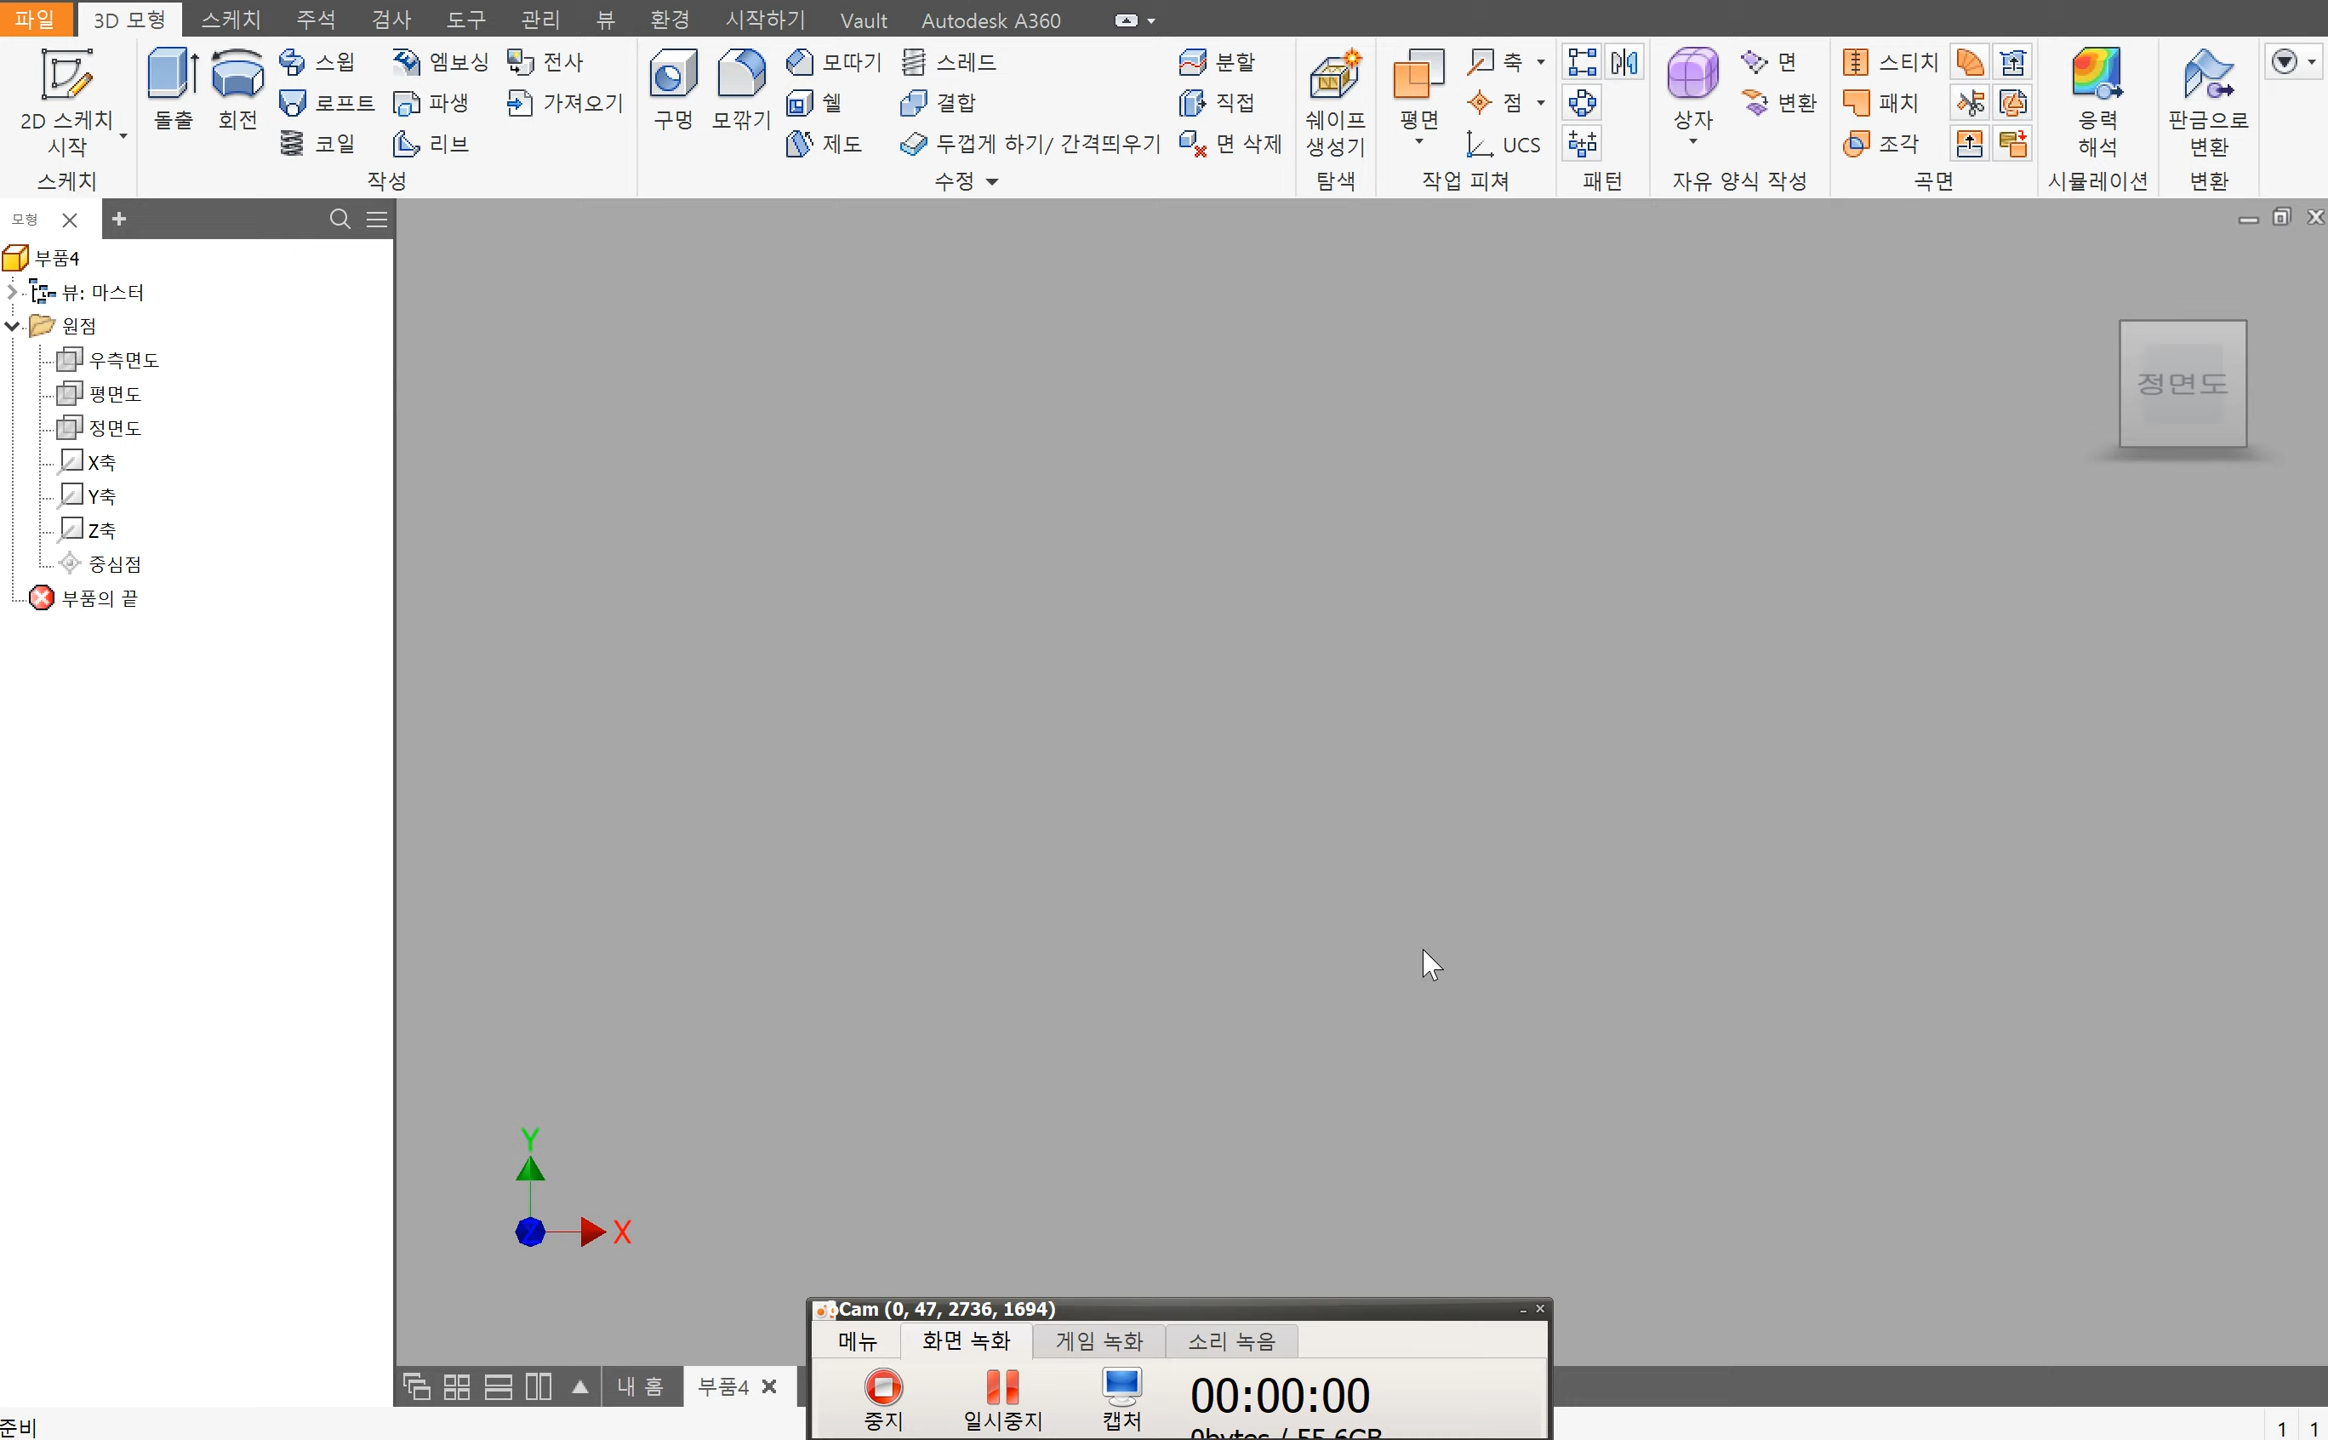 파일 3D 모형 스케치 주석 검사 도구 관리 뷰 환경 시작하기 Vault Autodesk A360
스윕 엠보싱 전사 모따기 스레드 분할 축 면 스티치
로프트 파생 가져오기 쉘 결합 직접 점 변환 패치
2D 스케치 돌출 회전 구멍 모깎기 쉐이프 평면 상자 응력 판금으로
시작 코일 리브 제도 두껍게 하기/ 간격띄우기 면 삭제 생성기 UCS 조각 해석 변환
스케치 작성 수정 탐색 작업 피쳐 패턴 자유 양식 작성 곡면 시뮬레이션 변환
모형
부품4
뷰: 마스터
원점
우측면도
평면도
정면도
X축
Y축
Z축
중심점
부품의 끝
정면도
Y
Z
X
Cam (0, 47, 2736, 1694)
메뉴 화면 녹화 게임 녹화 소리 녹음
내 홈 부품4
00:00:00
중지 일시중지 캡처
0bytes / 55.6GB
준비 1 1